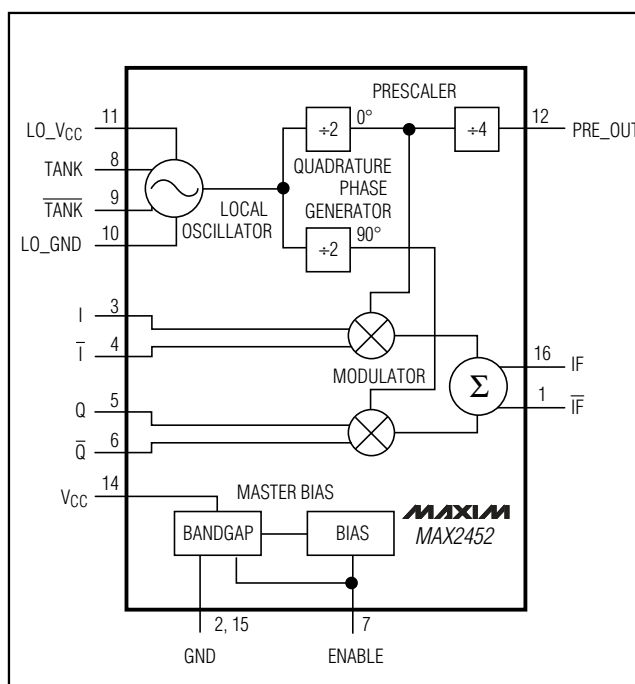 PRESCALER
11
LO_VCC
÷2
0°
÷4
12
PRE_OUT
8
TANK
QUADRATURE
PHASE
GENERATOR
9
T̅A̅N̅K̅
LOCAL
OSCILLATOR
10
LO_GND
÷2
90°
3
I
4
I̅
MODULATOR
16
IF
Σ
1
I̅F̅
5
Q
6
Q̅
14
VCC
MASTER BIAS
MAXIM
MAX2452
BANDGAP
BIAS
2, 15
7
GND
ENABLE